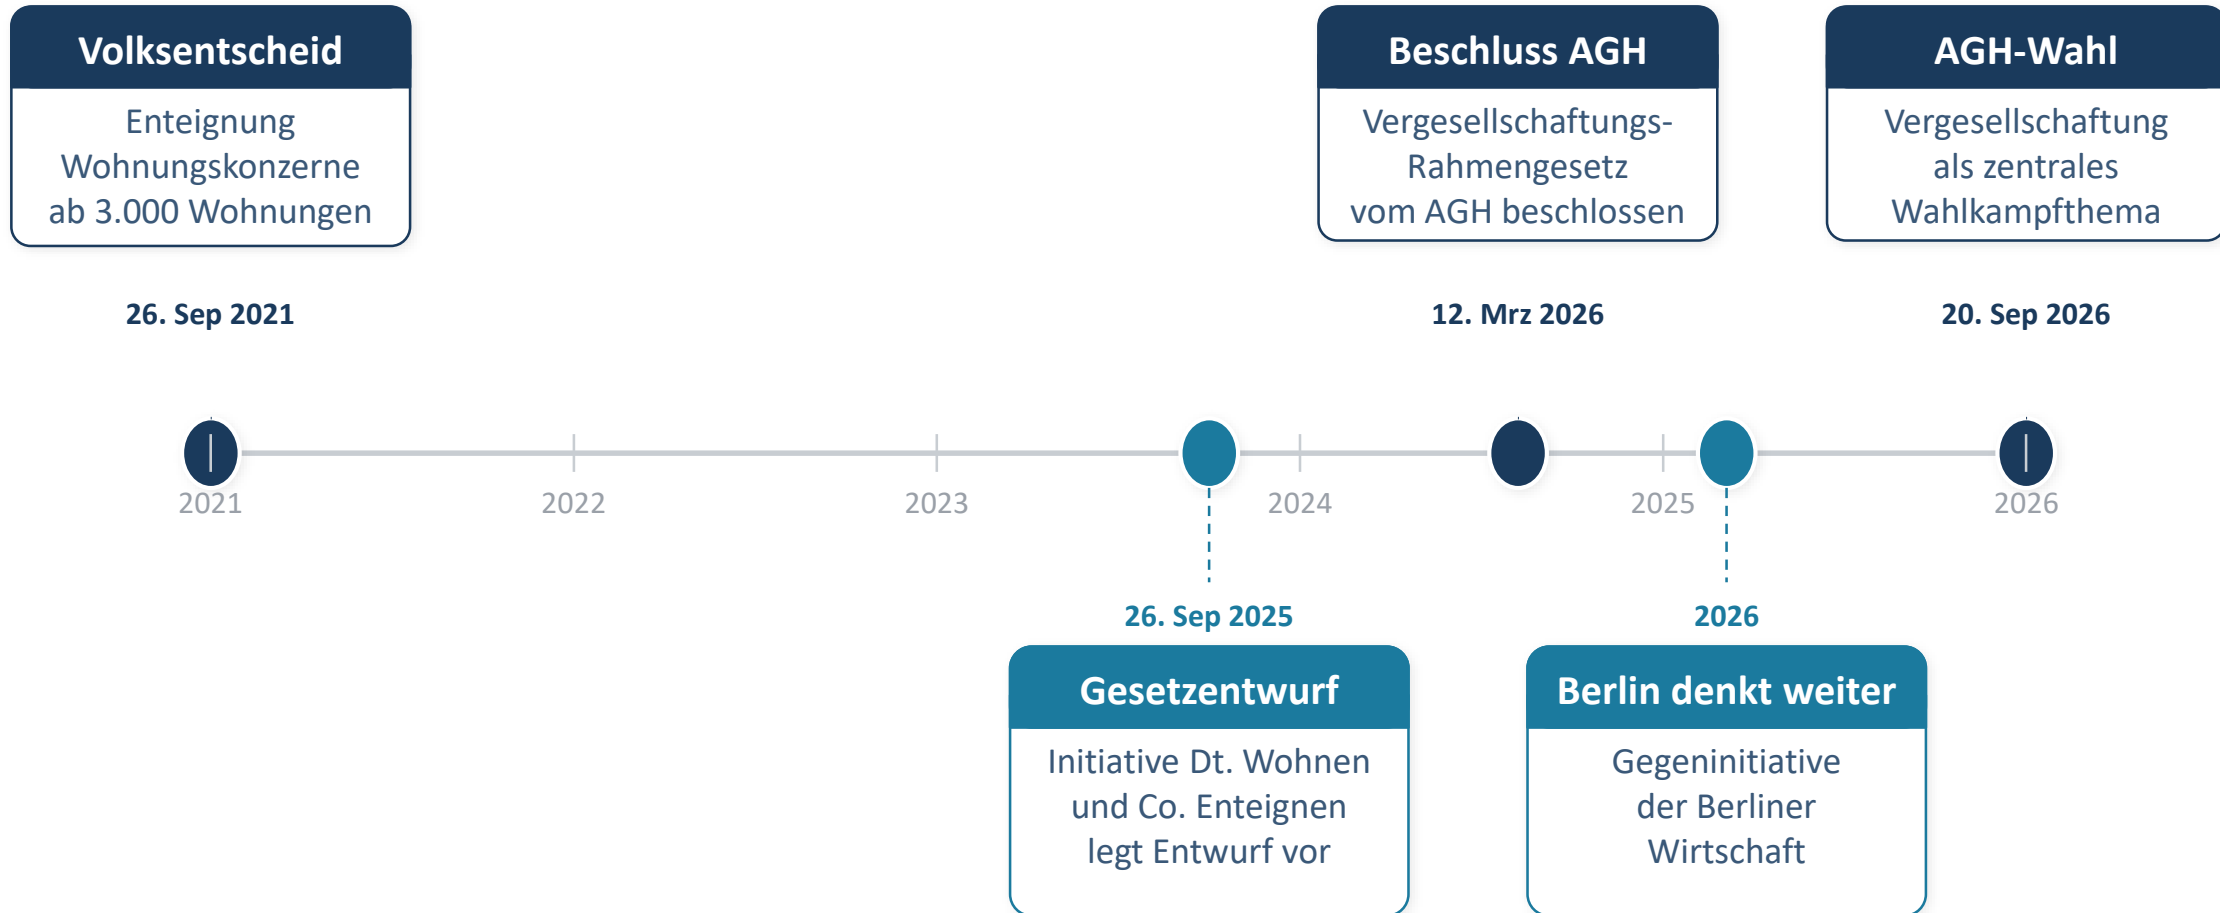 Volksentscheid
Enteignung
Wohnungskonzerne
ab 3.000 Wohnungen
26. Sep 2021
Beschluss AGH
Vergesellschaftungs-
Rahmengesetz
vom AGH beschlossen
12. Mrz 2026
AGH-Wahl
Vergesellschaftung
als zentrales
Wahlkampfthema
20. Sep 2026
2021
2022
2023
2024
2025
2026
26. Sep 2025
Gesetzentwurf
Initiative Dt. Wohnen
und Co. Enteignen
legt Entwurf vor
2026
Berlin denkt weiter
Gegeninitiative
der Berliner
Wirtschaft